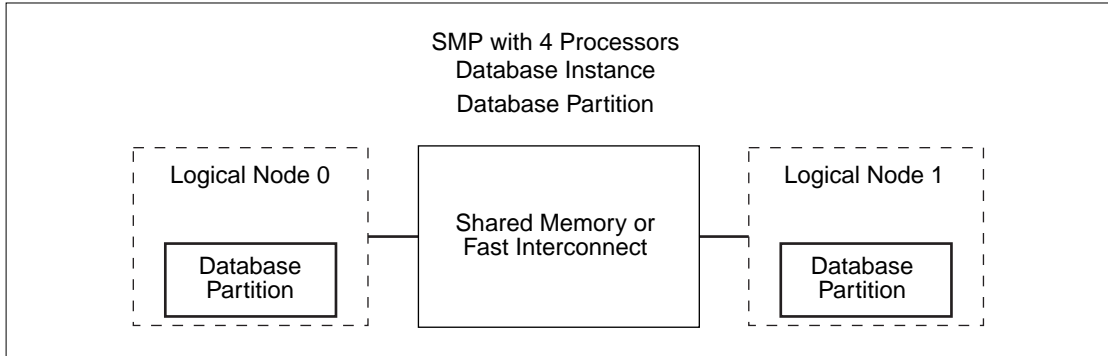 SMP with 4 Processors
Database Instance
Database Partition
Logical Node 0
Database
Partition
Shared Memory or
Fast Interconnect
Logical Node 1
Database
Partition